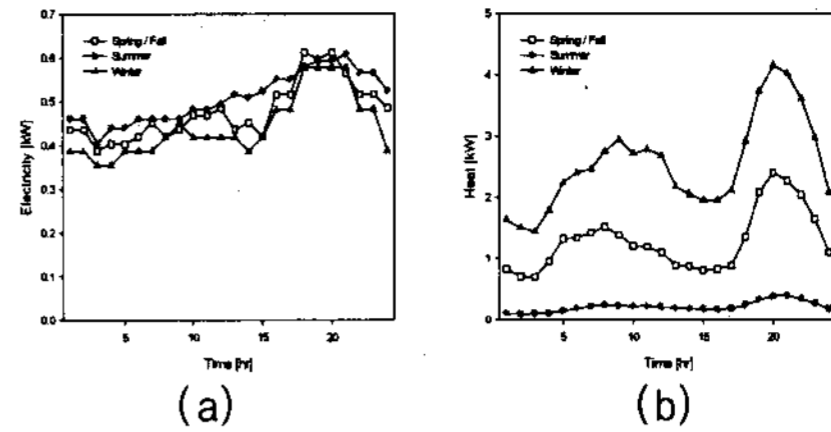 0.7
0.6
0.5
0.4
0.3
0.2
0.1
0.0
Electricity [kW]
Spring / Fall
Summer
Winter
5
10
15
20
Time [hr]
(a)
5
4
3
2
1
0
Heat [kW]
Spring / Fall
Summer
Winter
5
10
15
20
Time [hr]
(b)